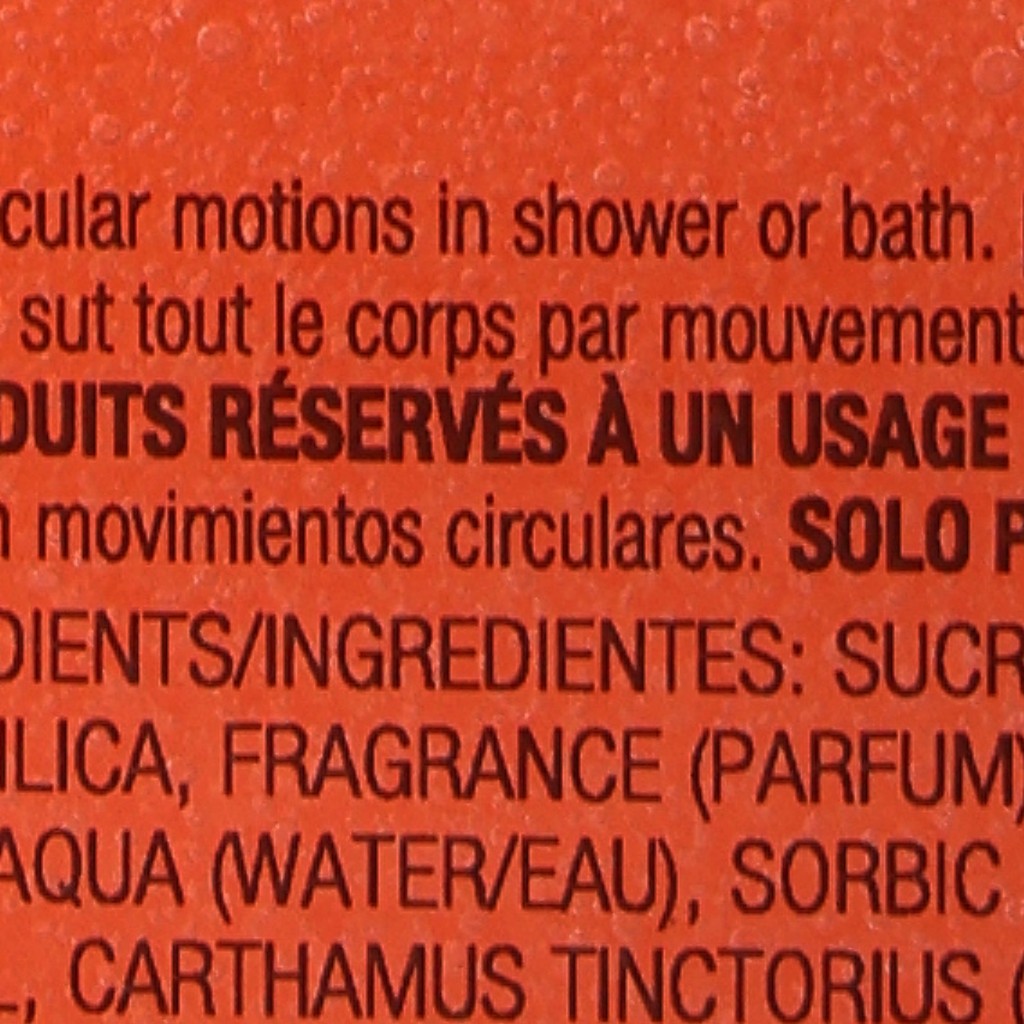 cular motions in shower or bath.
sut tout le corps par mouvement
DUITS RÉSERVÉS À UN USAGE
movimientos circulares. SOLO P
DIENTS/INGREDIENTES: SUCR
ILICA, FRAGRANCE (PARFUM)
AQUA (WATER/EAU), SORBIC
L, CARTHAMUS TINCTORIUS (